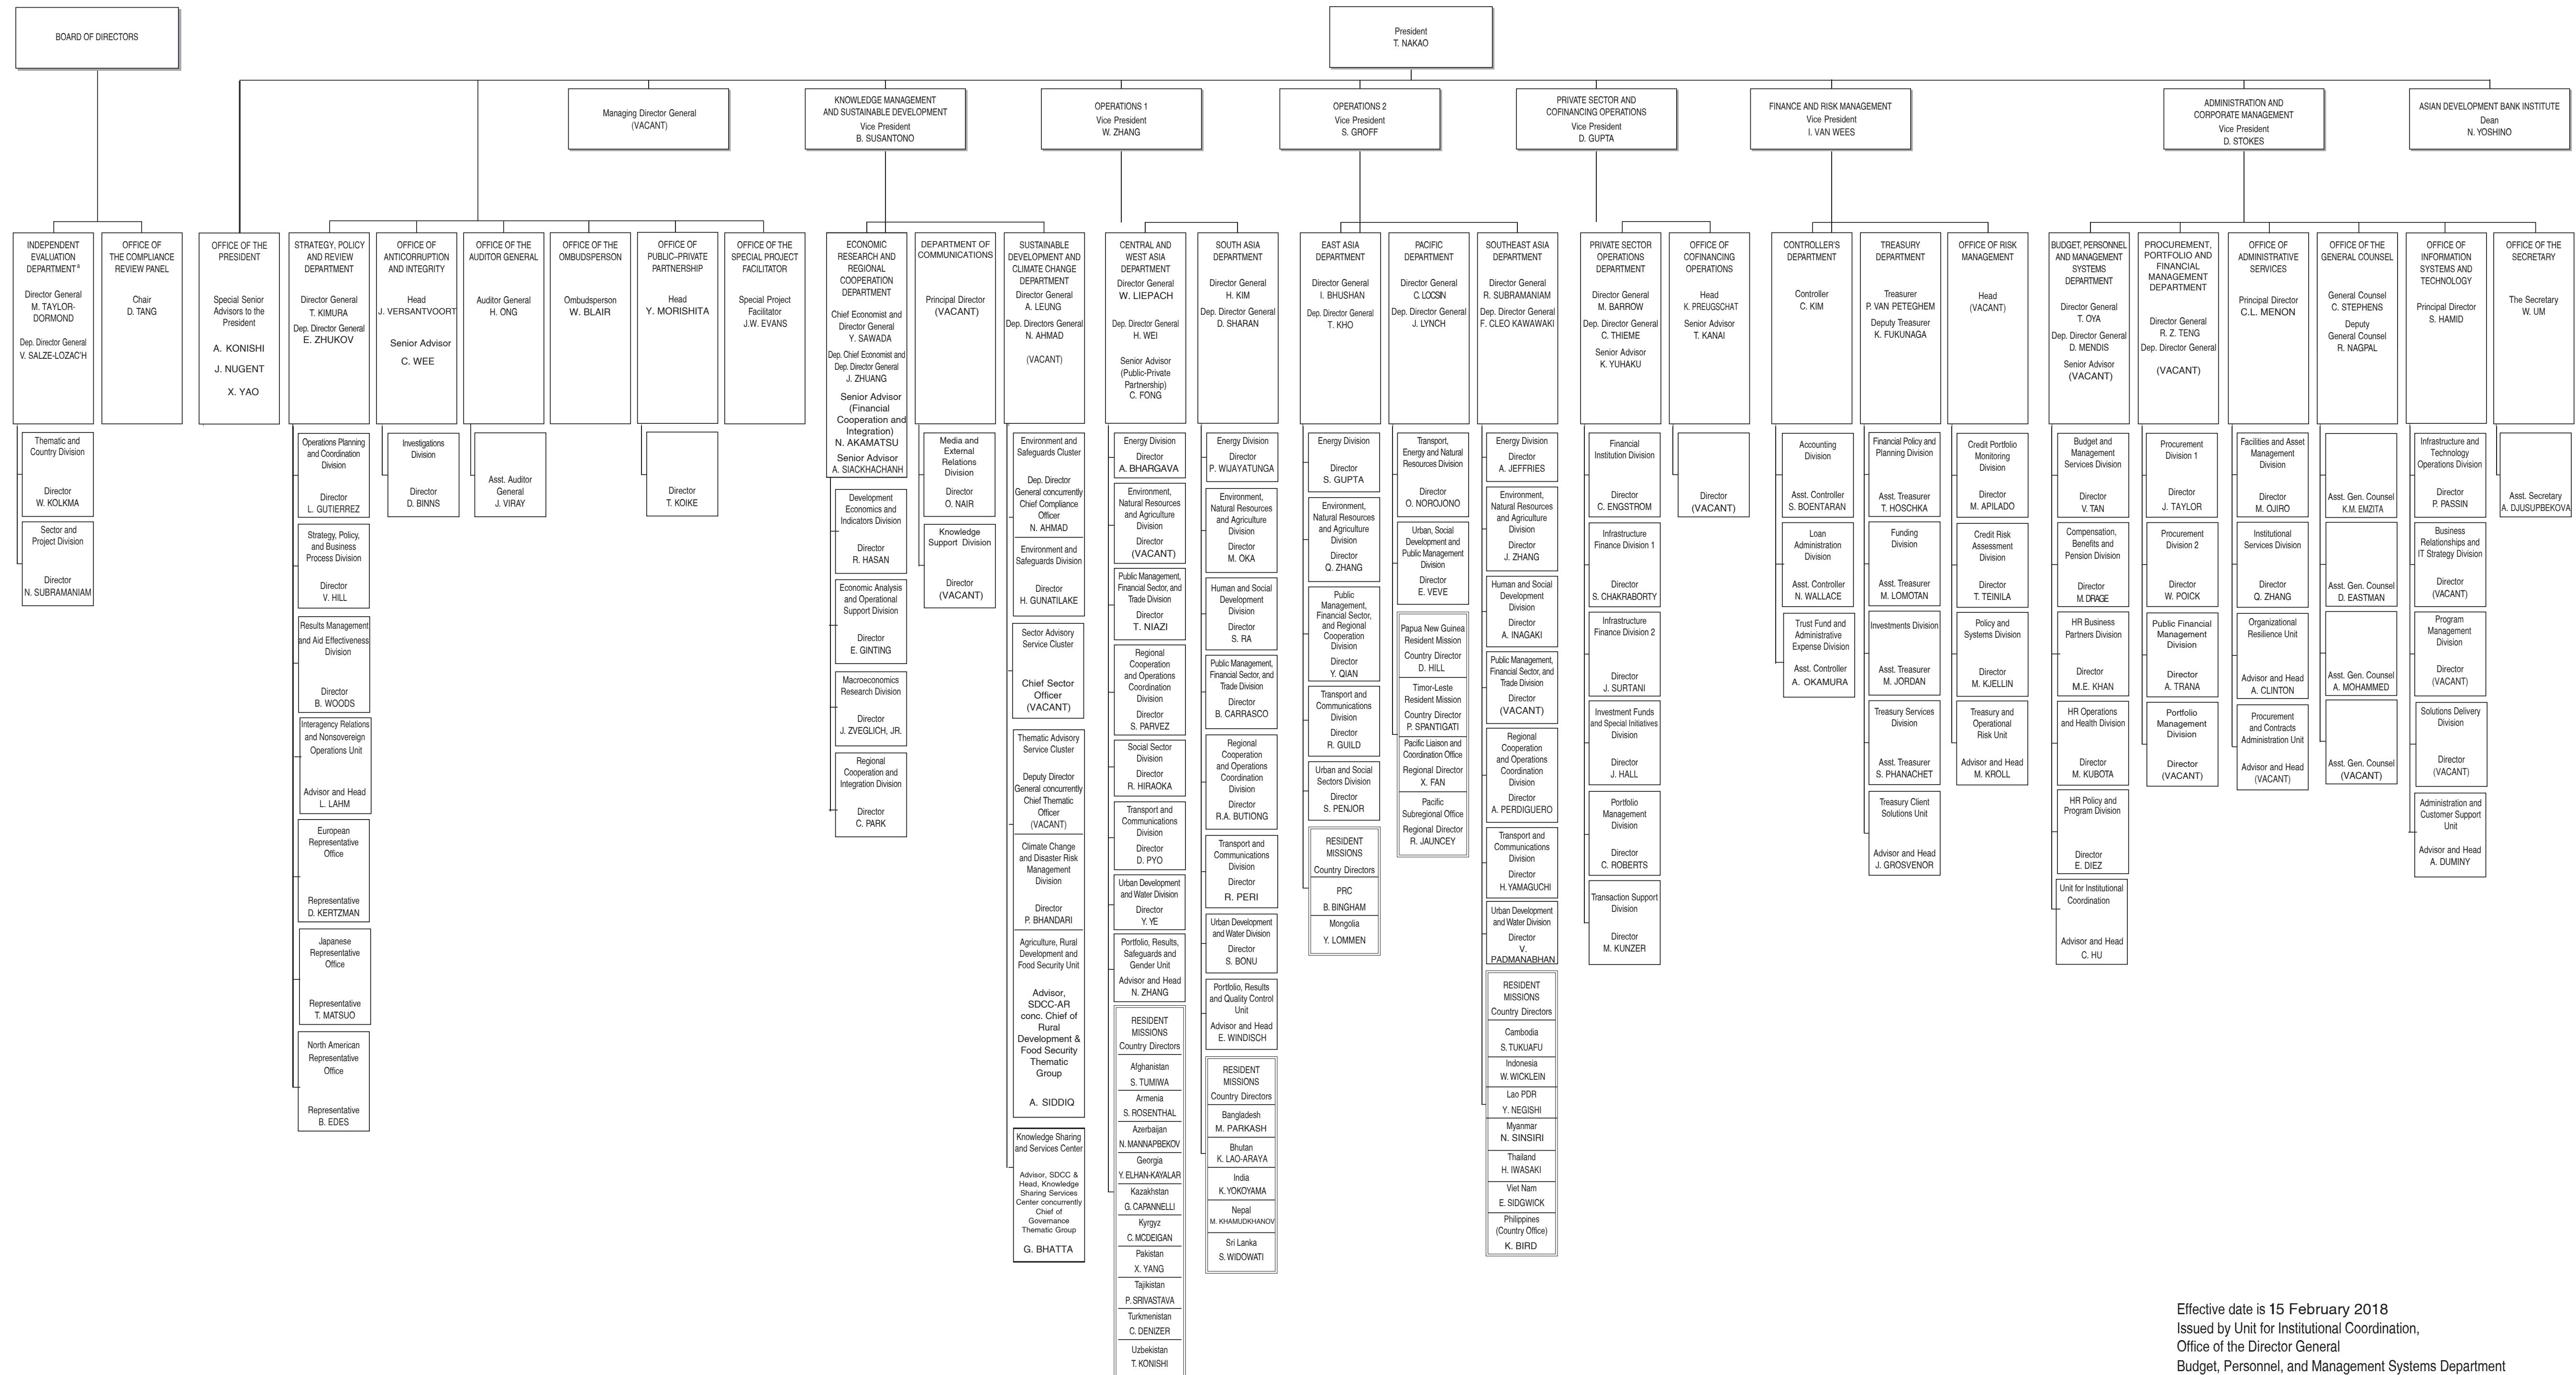 BOARD OF DIRECTORS
President
T. NAKAO
Managing Director General
(VACANT)
KNOWLEDGE MANAGEMENT
AND SUSTAINABLE DEVELOPMENT
Vice President
B. SUSANTONO
OPERATIONS 1
Vice President
W. ZHANG
OPERATIONS 2
Vice President
S. GROFF
PRIVATE SECTOR AND
COFINANCING OPERATIONS
Vice President
D. GUPTA
FINANCE AND RISK MANAGEMENT
Vice President
I. VAN WEES
ADMINISTRATION AND
CORPORATE MANAGEMENT
Vice President
D. STOKES
ASIAN DEVELOPMENT BANK INSTITUTE
Dean
N. YOSHINO
INDEPENDENT
EVALUATION
DEPARTMENT a
Director General
M. TAYLOR-
DORMOND
Dep. Director General
V. SALZE-LOZAC'H
Thematic and
Country Division
Director
W. KOLKMA
Sector and
Project Division
Director
N. SUBRAMANIAM
OFFICE OF
THE COMPLIANCE
REVIEW PANEL
Chair
D. TANG
OFFICE OF THE
PRESIDENT
Special Senior
Advisors to the
President
A. KONISHI
J. NUGENT
X. YAO
STRATEGY, POLICY
AND REVIEW
DEPARTMENT
Director General
T. KIMURA
Dep. Director General
E. ZHUKOV
Operations Planning
and Coordination
Division
Director
L. GUTIERREZ
Strategy, Policy,
and Business
Process Division
Director
V. HILL
Results Management
and Aid Effectiveness
Division
Director
B. WOODS
Interagency Relations
and Nonsovereign
Operations Unit
Advisor and Head
L. LAHM
European
Representative
Office
Representative
D. KERTZMAN
Japanese
Representative
Office
Representative
T. MATSUO
North American
Representative
Office
Representative
B. EDES
OFFICE OF
ANTICORRUPTION
AND INTEGRITY
Head
J. VERSANTVOORT
Senior Advisor
C. WEE
Investigations
Division
Director
D. BINNS
OFFICE OF THE
AUDITOR GENERAL
Auditor General
H. ONG
Asst. Auditor
General
J. VIRAY
OFFICE OF THE
OMBUDSPERSON
Ombudsperson
W. BLAIR
OFFICE OF
PUBLIC–PRIVATE
PARTNERSHIP
Head
Y. MORISHITA
Director
T. KOIKE
OFFICE OF THE
SPECIAL PROJECT
FACILITATOR
Special Project
Facilitator
J.W. EVANS
ECONOMIC
RESEARCH AND
REGIONAL
COOPERATION
DEPARTMENT
Chief Economist and
Director General
Y. SAWADA
Dep. Chief Economist and
Dep. Director General
J. ZHUANG
Senior Advisor
(Financial
Cooperation and
Integration)
N. AKAMATSU
Senior Advisor
A. SIACKHACHANH
Development
Economics and
Indicators Division
Director
R. HASAN
Economic Analysis
and Operational
Support Division
Director
E. GINTING
Macroeconomics
Research Division
Director
J. ZVEGLICH, JR.
Regional
Cooperation and
Integration Division
Director
C. PARK
DEPARTMENT OF
COMMUNICATIONS
Principal Director
(VACANT)
Media and
External
Relations
Division
Director
O. NAIR
Knowledge
Support Division
Director
(VACANT)
SUSTAINABLE
DEVELOPMENT AND
CLIMATE CHANGE
DEPARTMENT
Director General
A. LEUNG
Dep. Directors General
N. AHMAD
(VACANT)
Environment and
Safeguards Cluster
Dep. Director
General concurrently
Chief Compliance
Officer
N. AHMAD
Environment and
Safeguards Division
Director
H. GUNATILAKE
Sector Advisory
Service Cluster
Chief Sector
Officer
(VACANT)
Thematic Advisory
Service Cluster
Deputy Director
General concurrently
Chief Thematic
Officer
(VACANT)
Climate Change
and Disaster Risk
Management
Division
Director
P. BHANDARI
Agriculture, Rural
Development and
Food Security Unit
Advisor,
SDCC-AR
conc. Chief of
Rural
Development &
Food Security
Thematic
Group
A. SIDDIQ
Knowledge Sharing
and Services Center
Advisor, SDCC &
Head, Knowledge
Sharing Services
Center concurrently
Chief of
Governance
Thematic Group
G. BHATTA
CENTRAL AND
WEST ASIA
DEPARTMENT
Director General
W. LIEPACH
Dep. Director General
H. WEI
Senior Advisor
(Public-Private
Partnership)
C. FONG
Energy Division
Director
A. BHARGAVA
Environment,
Natural Resources
and Agriculture
Division
Director
(VACANT)
Public Management,
Financial Sector, and
Trade Division
Director
T. NIAZI
Regional
Cooperation
and Operations
Coordination
Division
Director
S. PARVEZ
Social Sector
Division
Director
R. HIRAOKA
Transport and
Communications
Division
Director
D. PYO
Urban Development
and Water Division
Director
Y. YE
Portfolio, Results,
Safeguards and
Gender Unit
Advisor and Head
N. ZHANG
RESIDENT
MISSIONS
Country Directors
Afghanistan
S. TUMIWA
Armenia
S. ROSENTHAL
Azerbaijan
N. MANNAPBEKOV
Georgia
Y. ELHAN-KAYALAR
Kazakhstan
G. CAPANNELLI
Kyrgyz
C. MCDEIGAN
Pakistan
X. YANG
Tajikistan
P. SRIVASTAVA
Turkmenistan
C. DENIZER
Uzbekistan
T. KONISHI
SOUTH ASIA
DEPARTMENT
Director General
H. KIM
Dep. Director General
D. SHARAN
Energy Division
Director
P. WIJAYATUNGA
Environment,
Natural Resources
and Agriculture
Division
Director
M. OKA
Human and Social
Development
Division
Director
S. RA
Public Management,
Financial Sector, and
Trade Division
Director
B. CARRASCO
Regional
Cooperation
and Operations
Coordination
Division
Director
R.A. BUTIONG
Transport and
Communications
Division
Director
R. PERI
Urban Development
and Water Division
Director
S. BONU
Portfolio, Results
and Quality Control
Unit
Advisor and Head
E. WINDISCH
RESIDENT
MISSIONS
Country Directors
Bangladesh
M. PARKASH
Bhutan
K. LAO-ARAYA
India
K. YOKOYAMA
Nepal
M. KHAMUDKHANOV
Sri Lanka
S. WIDOWATI
EAST ASIA
DEPARTMENT
Director General
I. BHUSHAN
Dep. Director General
T. KHO
Energy Division
Director
S. GUPTA
Environment,
Natural Resources
and Agriculture
Division
Director
Q. ZHANG
Public
Management,
Financial Sector,
and Regional
Cooperation
Division
Director
Y. QIAN
Transport and
Communications
Division
Director
R. GUILD
Urban and Social
Sectors Division
Director
S. PENJOR
RESIDENT
MISSIONS
Country Directors
PRC
B. BINGHAM
Mongolia
Y. LOMMEN
PACIFIC
DEPARTMENT
Director General
C. LOCSIN
Dep. Director General
J. LYNCH
Transport,
Energy and Natural
Resources Division
Director
O. NOROJONO
Urban, Social
Development and
Public Management
Division
Director
E. VEVE
Papua New Guinea
Resident Mission
Country Director
D. HILL
Timor-Leste
Resident Mission
Country Director
P. SPANTIGATI
Pacific Liaison and
Coordination Office
Regional Director
X. FAN
Pacific
Subregional Office
Regional Director
R. JAUNCEY
SOUTHEAST ASIA
DEPARTMENT
Director General
R. SUBRAMANIAM
Dep. Director General
F. CLEO KAWAWAKI
Energy Division
Director
A. JEFFRIES
Environment,
Natural Resources
and Agriculture
Division
Director
J. ZHANG
Human and Social
Development
Division
Director
A. INAGAKI
Public Management,
Financial Sector, and
Trade Division
Director
(VACANT)
Regional
Cooperation
and Operations
Coordination
Division
Director
A. PERDIGUERO
Transport and
Communications
Division
Director
H. YAMAGUCHI
Urban Development
and Water Division
Director
V.
PADMANABHAN
RESIDENT
MISSIONS
Country Directors
Cambodia
S. TUKUAFU
Indonesia
W. WICKLEIN
Lao PDR
Y. NEGISHI
Myanmar
N. SINSIRI
Thailand
H. IWASAKI
Viet Nam
E. SIDGWICK
Philippines
(Country Office)
K. BIRD
PRIVATE SECTOR
OPERATIONS
DEPARTMENT
Director General
M. BARROW
Dep. Director General
C. THIEME
Senior Advisor
K. YUHAKU
Financial
Institution Division
Director
C. ENGSTROM
Infrastructure
Finance Division 1
Director
S. CHAKRABORTY
Infrastructure
Finance Division 2
Director
J. SURTANI
Investment Funds
and Special Initiatives
Division
Director
J. HALL
Portfolio
Management
Division
Director
C. ROBERTS
Transaction Support
Division
Director
M. KUNZER
OFFICE OF
COFINANCING
OPERATIONS
Head
K. PREUGSCHAT
Senior Advisor
T. KANAI
Director
(VACANT)
CONTROLLER'S
DEPARTMENT
Controller
C. KIM
Accounting
Division
Asst. Controller
S. BOENTARAN
Loan
Administration
Division
Asst. Controller
N. WALLACE
Trust Fund and
Administrative
Expense Division
Asst. Controller
A. OKAMURA
TREASURY
DEPARTMENT
Treasurer
P. VAN PETEGHEM
Deputy Treasurer
K. FUKUNAGA
Financial Policy and
Planning Division
Asst. Treasurer
T. HOSCHKA
Funding
Division
Asst. Treasurer
M. LOMOTAN
Investments Division
Asst. Treasurer
M. JORDAN
Treasury Services
Division
Asst. Treasurer
S. PHANACHET
Treasury Client
Solutions Unit
Advisor and Head
J. GROSVENOR
OFFICE OF RISK
MANAGEMENT
Head
(VACANT)
Credit Portfolio
Monitoring
Division
Director
M. APILADO
Credit Risk
Assessment
Division
Director
T. TEINILA
Policy and
Systems Division
Director
M. KJELLIN
Treasury and
Operational
Risk Unit
Advisor and Head
M. KROLL
BUDGET, PERSONNEL
AND MANAGEMENT
SYSTEMS
DEPARTMENT
Director General
T. OYA
Dep. Director General
D. MENDIS
Senior Advisor
(VACANT)
Budget and
Management
Services Division
Director
V. TAN
Compensation,
Benefits and
Pension Division
Director
M. DRAGE
HR Business
Partners Division
Director
M.E. KHAN
HR Operations
and Health Division
Director
M. KUBOTA
HR Policy and
Program Division
Director
E. DIEZ
Unit for Institutional
Coordination
Advisor and Head
C. HU
PROCUREMENT,
PORTFOLIO AND
FINANCIAL
MANAGEMENT
DEPARTMENT
Director General
R. Z. TENG
Dep. Director General
(VACANT)
Procurement
Division 1
Director
J. TAYLOR
Procurement
Division 2
Director
W. POICK
Public Financial
Management
Division
Director
A. TRANA
Portfolio
Management
Division
Director
(VACANT)
OFFICE OF
ADMINISTRATIVE
SERVICES
Principal Director
C.L. MENON
Facilities and Asset
Management
Division
Director
M. OJIRO
Institutional
Services Division
Director
Q. ZHANG
Organizational
Resilience Unit
Advisor and Head
A. CLINTON
Procurement
and Contracts
Administration Unit
Advisor and Head
(VACANT)
OFFICE OF THE
GENERAL COUNSEL
General Counsel
C. STEPHENS
Deputy
General Counsel
R. NAGPAL
Asst. Gen. Counsel
K.M. EMZITA
Asst. Gen. Counsel
D. EASTMAN
Asst. Gen. Counsel
A. MOHAMMED
Asst. Gen. Counsel
(VACANT)
OFFICE OF
INFORMATION
SYSTEMS AND
TECHNOLOGY
Principal Director
S. HAMID
Infrastructure and
Technology
Operations Division
Director
P. PASSIN
Business
Relationships and
IT Strategy Division
Director
(VACANT)
Program
Management
Division
Director
(VACANT)
Solutions Delivery
Division
Director
(VACANT)
Administration and
Customer Support
Unit
Advisor and Head
A. DUMINY
OFFICE OF THE
SECRETARY
The Secretary
W. UM
Asst. Secretary
A. DJUSUPBEKOVA
Effective date is 15 February 2018
Issued by Unit for Institutional Coordination,
Office of the Director General
Budget, Personnel, and Management Systems Department